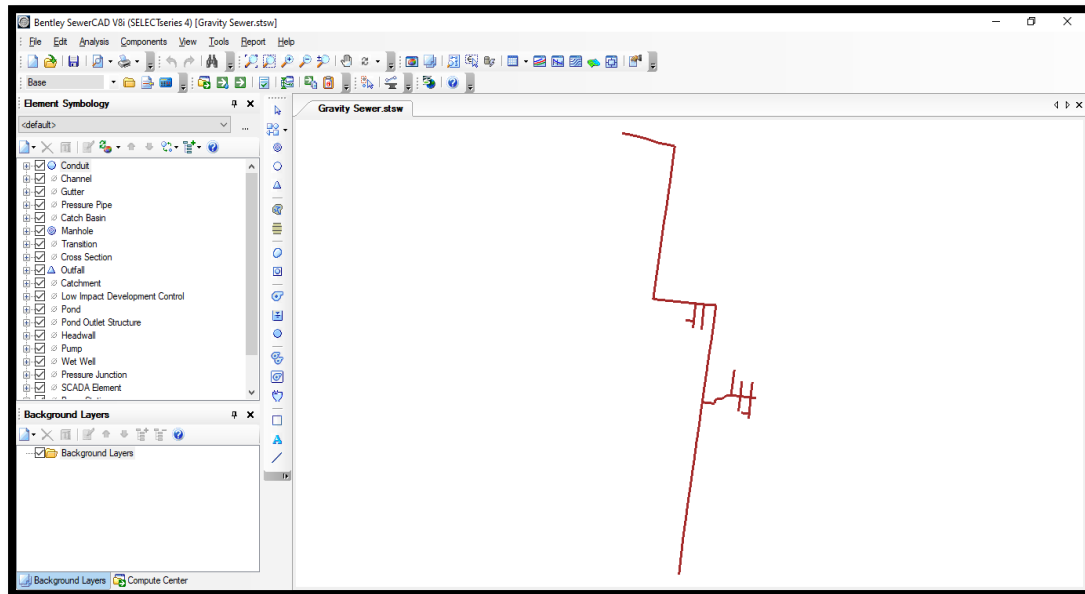 Bentley SewerCAD V8i (SELECTseries 4) [Gravity Sewer.stsw]
File Edit Analysis Components View Tools Report Help
Base
Element Symbology
Gravity Sewer.stsw
<default>
...
Conduit
Channel
Gutter
Pressure Pipe
Catch Basin
Manhole
Transition
Cross Section
Outfall
Catchment
Low Impact Development Control
Pond
Pond Outlet Structure
Headwall
Pump
Wet Well
Pressure Junction
SCADA Element
Background Layers
Background Layers
Background Layers Compute Center